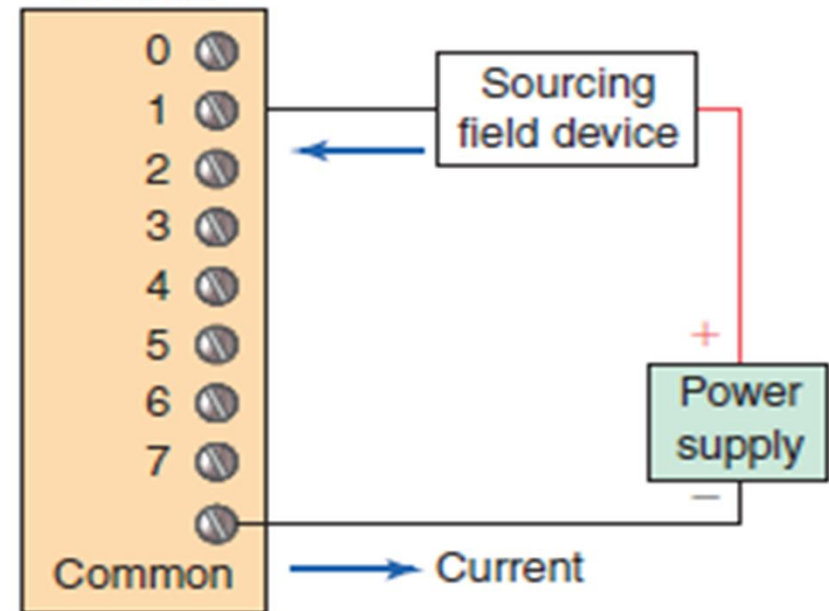 0
1
2
3
4
5
6
7
Common
Sourcing
field device
+
Power
supply
–
Current